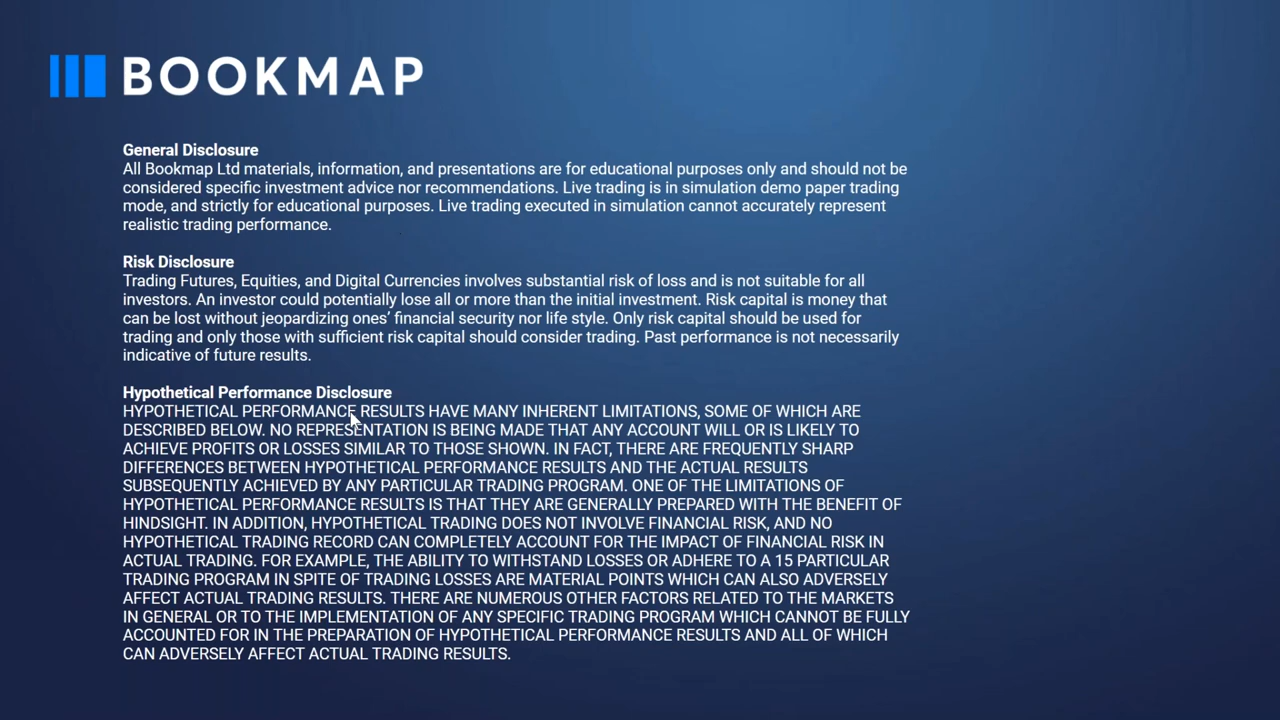 BOOKMAP
General Disclosure
All Bookmap Ltd materials, information, and presentations are for educational purposes only and should not be
considered specific investment advice nor recommendations. Live trading is in simulation demo paper trading
mode, and strictly for educational purposes. Live trading executed in simulation cannot accurately represent
realistic trading performance.
Risk Disclosure
Trading Futures, Equities, and Digital Currencies involves substantial risk of loss and is not suitable for all
investors. An investor could potentially lose all or more than the initial investment. Risk capital is money that
can be lost without jeopardizing ones’ financial security nor life style. Only risk capital should be used for
trading and only those with sufficient risk capital should consider trading. Past performance is not necessarily
indicative of future results.
Hypothetical Performance Disclosure
HYPOTHETICAL PERFORMANCE RESULTS HAVE MANY INHERENT LIMITATIONS, SOME OF WHICH ARE
DESCRIBED BELOW. NO REPRESENTATION IS BEING MADE THAT ANY ACCOUNT WILL OR IS LIKELY TO
ACHIEVE PROFITS OR LOSSES SIMILAR TO THOSE SHOWN. IN FACT, THERE ARE FREQUENTLY SHARP
DIFFERENCES BETWEEN HYPOTHETICAL PERFORMANCE RESULTS AND THE ACTUAL RESULTS
SUBSEQUENTLY ACHIEVED BY ANY PARTICULAR TRADING PROGRAM. ONE OF THE LIMITATIONS OF
HYPOTHETICAL PERFORMANCE RESULTS IS THAT THEY ARE GENERALLY PREPARED WITH THE BENEFIT OF
HINDSIGHT. IN ADDITION, HYPOTHETICAL TRADING DOES NOT INVOLVE FINANCIAL RISK, AND NO
HYPOTHETICAL TRADING RECORD CAN COMPLETELY ACCOUNT FOR THE IMPACT OF FINANCIAL RISK IN
ACTUAL TRADING. FOR EXAMPLE, THE ABILITY TO WITHSTAND LOSSES OR ADHERE TO A 15 PARTICULAR
TRADING PROGRAM IN SPITE OF TRADING LOSSES ARE MATERIAL POINTS WHICH CAN ALSO ADVERSELY
AFFECT ACTUAL TRADING RESULTS. THERE ARE NUMEROUS OTHER FACTORS RELATED TO THE MARKETS
IN GENERAL OR TO THE IMPLEMENTATION OF ANY SPECIFIC TRADING PROGRAM WHICH CANNOT BE FULLY
ACCOUNTED FOR IN THE PREPARATION OF HYPOTHETICAL PERFORMANCE RESULTS AND ALL OF WHICH
CAN ADVERSELY AFFECT ACTUAL TRADING RESULTS.